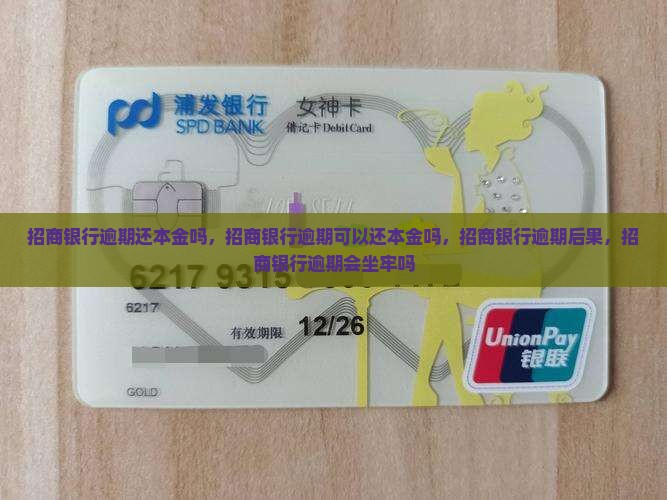 浦发银行
SPD BANK
女神卡
借记卡 Debit Card
招商银行逾期还本金吗，招商银行逾期可以还本金吗，招商银行逾期后果，招
商银行逾期会坐牢吗
6217 9315
6217
有效期限 12/26
GOLD
UnionPay
银联